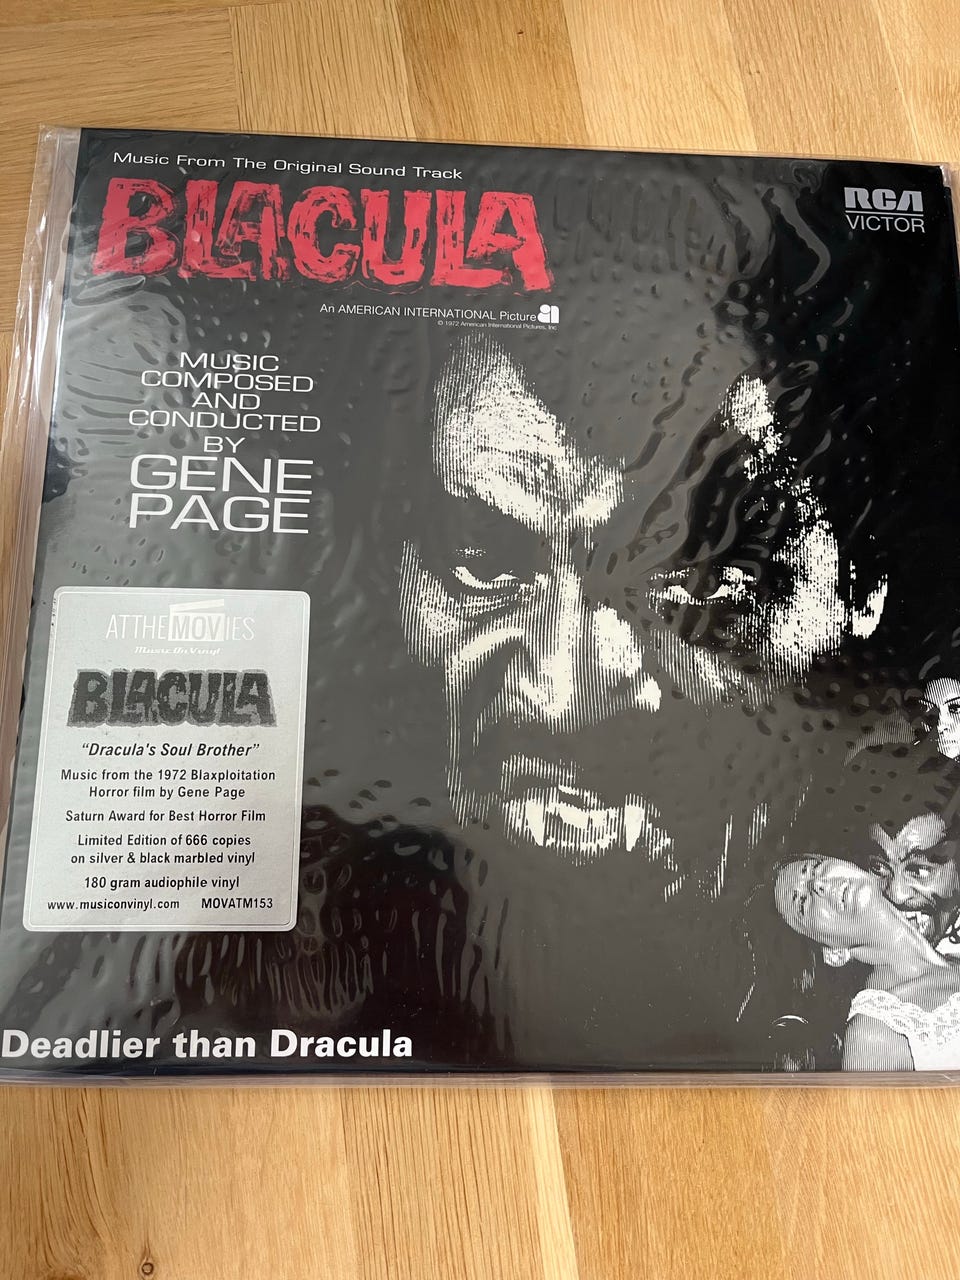 Music From The Original Sound Track
BLACULA
RCA
VICTOR
An AMERICAN INTERNATIONAL Picture
© 1972 American International Pictures, Inc
MUSIC
COMPOSED
AND
CONDUCTED
BY
GENE
PAGE
AT THE MOVIES
Music On Vinyl
BLACULA
"Dracula's Soul Brother"
Music from the 1972 Blaxploitation
Horror film by Gene Page
Saturn Award for Best Horror Film
Limited Edition of 666 copies
on silver & black marbled vinyl
180 gram audiophile vinyl
www.musiconvinyl.com MOVATM153
Deadlier than Dracula